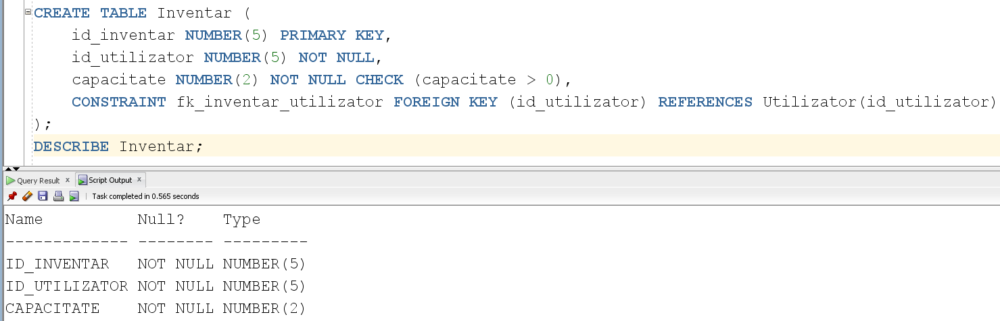 CREATE TABLE Inventar (
    id_inventar NUMBER(5) PRIMARY KEY,
    id_utilizator NUMBER(5) NOT NULL,
    capacitate NUMBER(2) NOT NULL CHECK (capacitate > 0),
    CONSTRAINT fk_inventar_utilizator FOREIGN KEY (id_utilizator) REFERENCES Utilizator(id_utilizator)
);
DESCRIBE Inventar;
Query Result x Script Output x
Task completed in 0.565 seconds
Name          Null?    Type
------------- -------- ---------
ID_INVENTAR   NOT NULL NUMBER(5)
ID_UTILIZATOR NOT NULL NUMBER(5)
CAPACITATE    NOT NULL NUMBER(2)